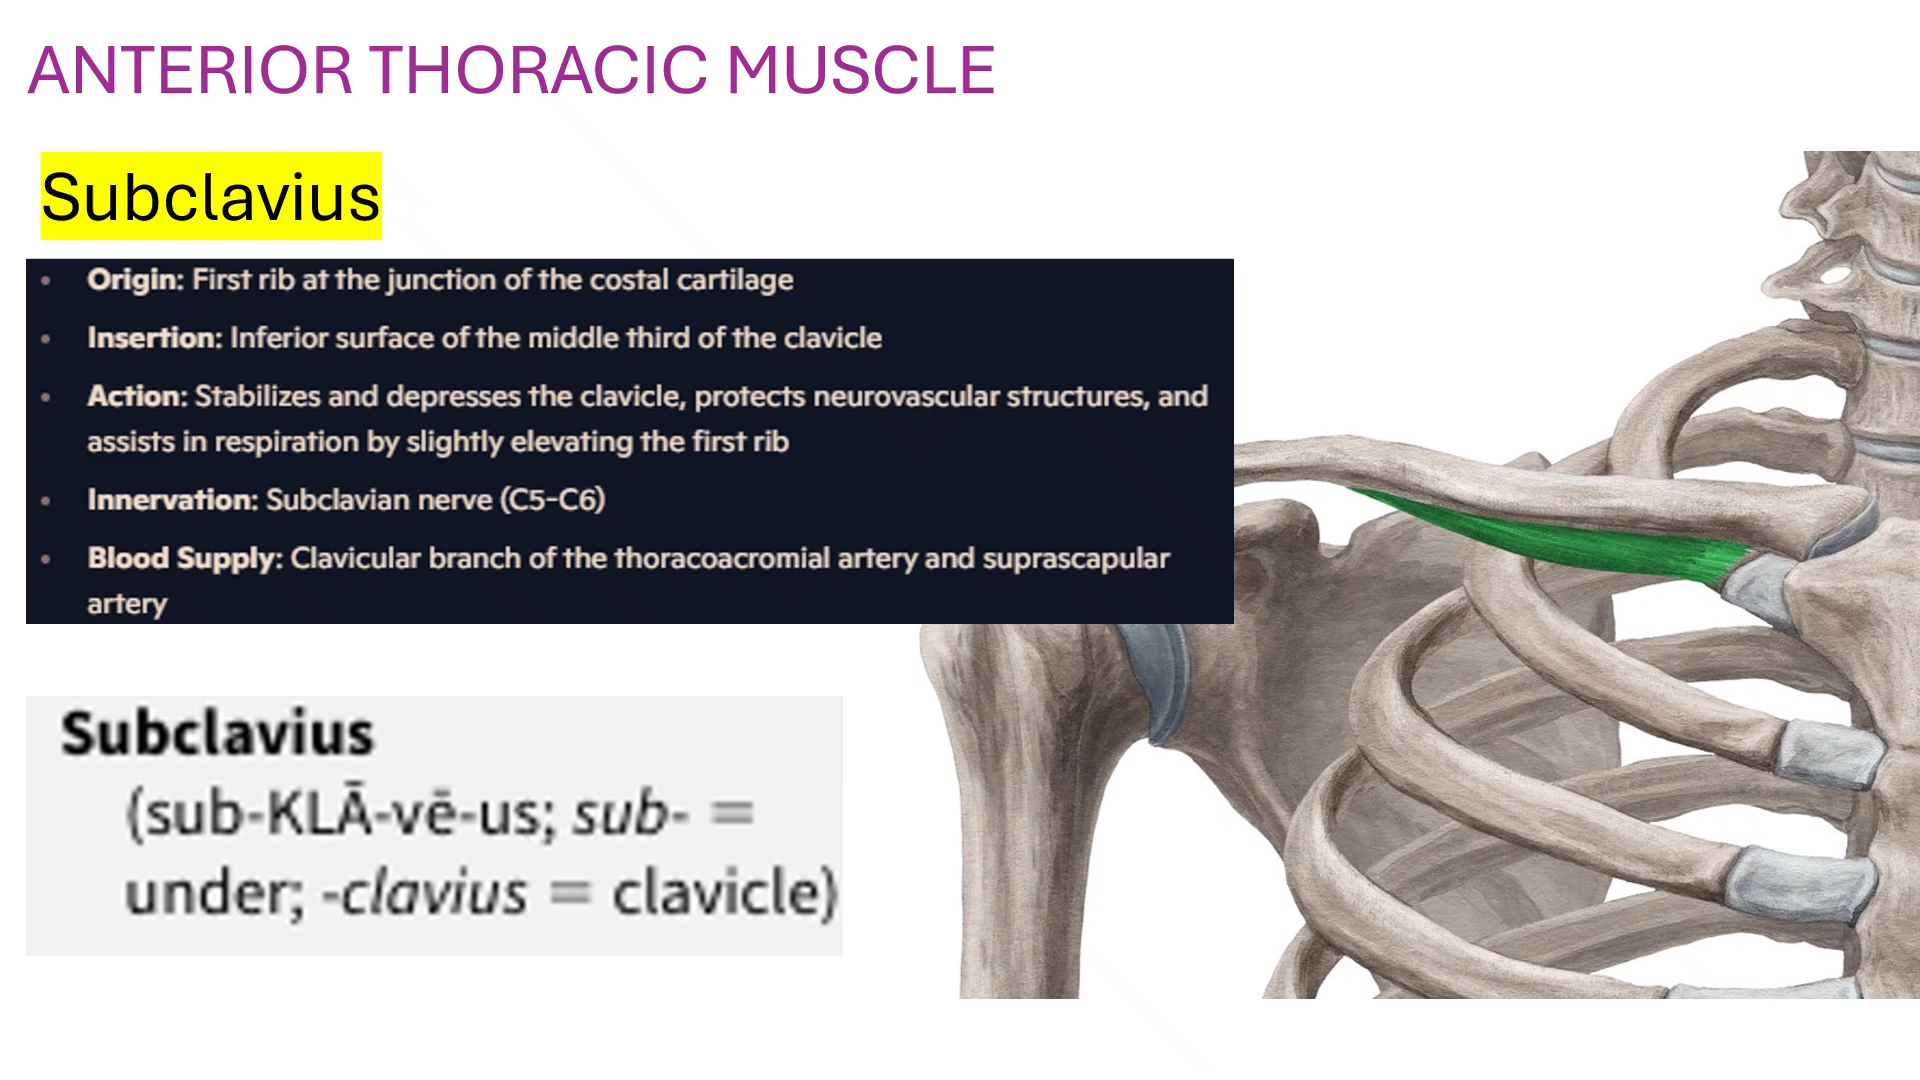 ANTERIOR THORACIC MUSCLE
Subclavius
• Origin: First rib at the junction of the costal cartilage
• Insertion: Inferior surface of the middle third of the clavicle
• Action: Stabilizes and depresses the clavicle, protects neurovascular structures, and
assists in respiration by slightly elevating the first rib
• Innervation: Subclavian nerve (C5-C6)
• Blood Supply: Clavicular branch of the thoracoacromial artery and suprascapular
artery
Subclavius
(sub-KLĀ-vē-us; sub- =
under; -clavius = clavicle)